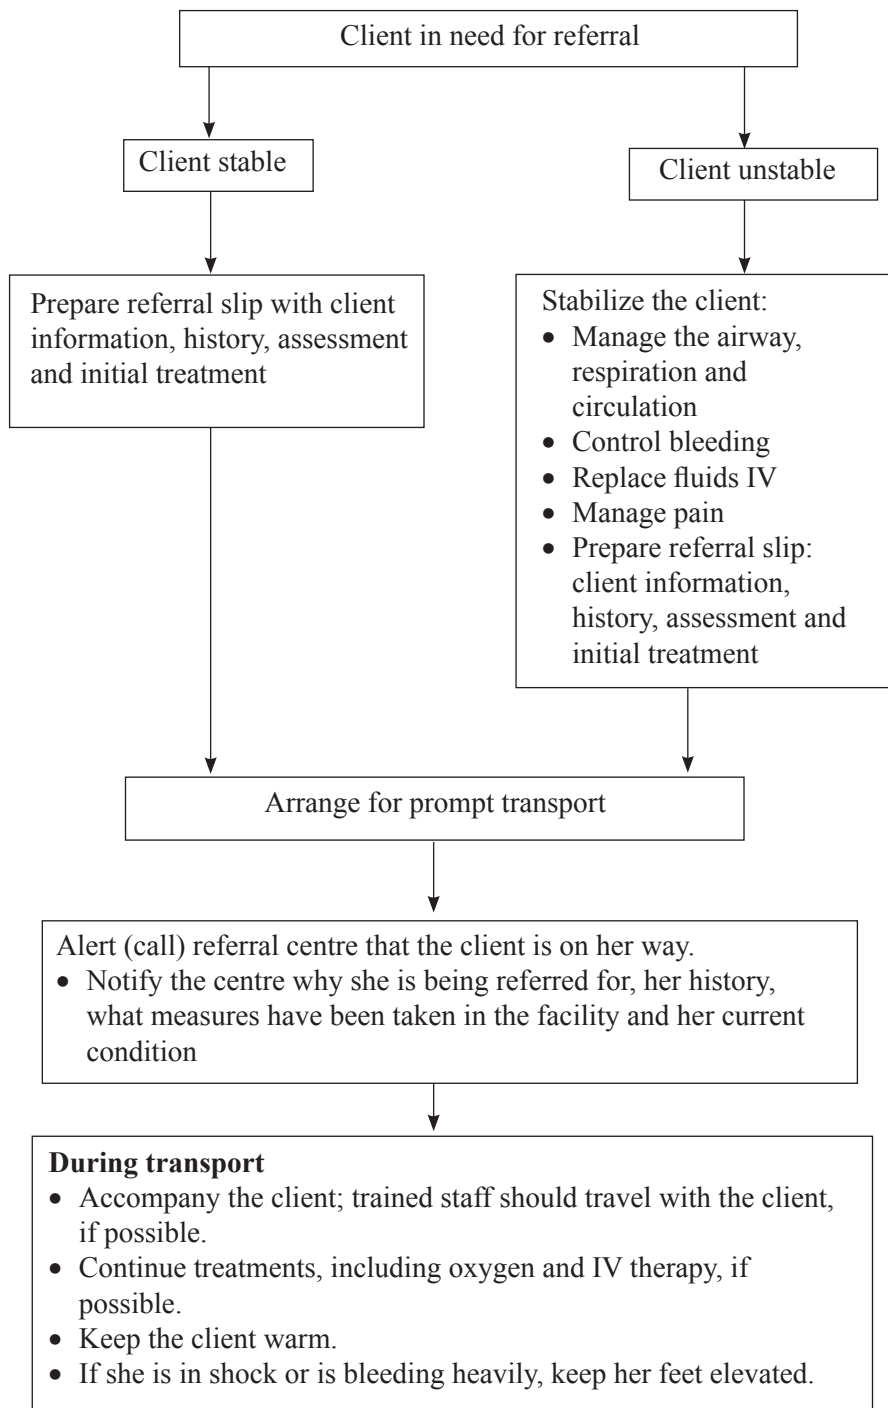 Client in need for referral
Client stable
Client unstable
Prepare referral slip with client
information, history, assessment
and initial treatment
Stabilize the client:
• Manage the airway,
respiration and
circulation
• Control bleeding
• Replace fluids IV
• Manage pain
• Prepare referral slip:
client information,
history, assessment and
initial treatment
Arrange for prompt transport
Alert (call) referral centre that the client is on her way.
• Notify the centre why she is being referred for, her history,
what measures have been taken in the facility and her current
condition
During transport
• Accompany the client; trained staff should travel with the client,
if possible.
• Continue treatments, including oxygen and IV therapy, if
possible.
• Keep the client warm.
• If she is in shock or is bleeding heavily, keep her feet elevated.